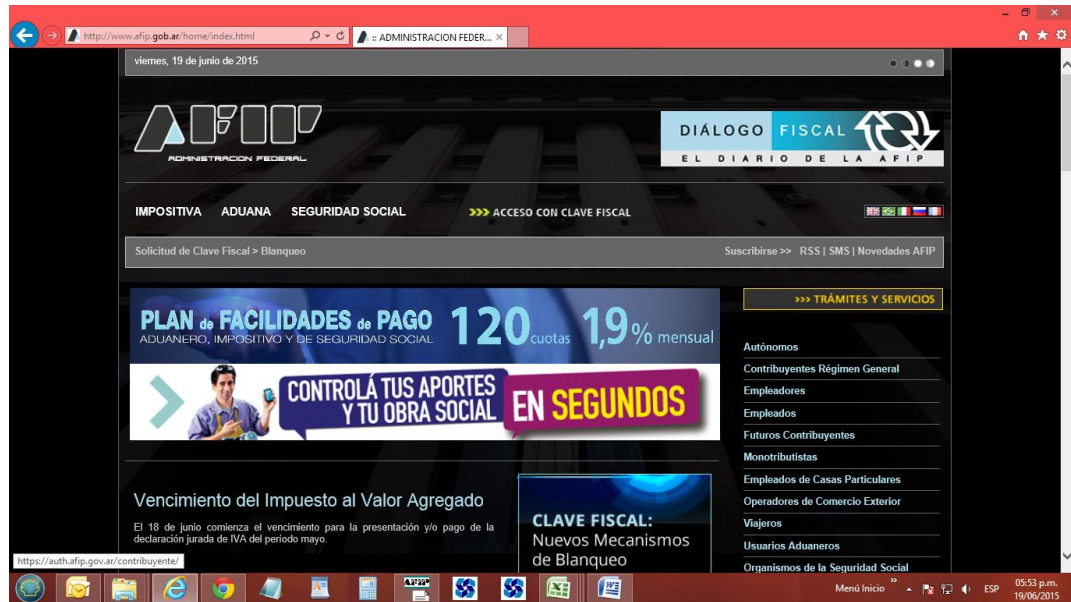 http://www.afip.gob.ar/home/index.html
:: ADMINISTRACION FEDER...
viernes, 19 de junio de 2015
AFIP
ADMINISTRACION FEDERAL
DIÁLOGO FISCAL
EL DIARIO DE LA AFIP
IMPOSITIVA ADUANA SEGURIDAD SOCIAL >>> ACCESO CON CLAVE FISCAL
Solicitud de Clave Fiscal > Blanqueo
Suscribirse >> RSS | SMS | Novedades AFIP
PLAN de FACILIDADES de PAGO
ADUANERO, IMPOSITIVO Y DE SEGURIDAD SOCIAL
120 cuotas 1,9% mensual
CONTROLÁ TUS APORTES
Y TU OBRA SOCIAL
EN SEGUNDOS
Vencimiento del Impuesto al Valor Agregado
El 18 de junio comienza el vencimiento para la presentación y/o pago de la
declaración jurada de IVA del período mayo.
CLAVE FISCAL:
Nuevos Mecanismos
de Blanqueo
>>> TRÁMITES Y SERVICIOS
Autónomos
Contribuyentes Régimen General
Empleadores
Empleados
Futuros Contribuyentes
Monotributistas
Empleados de Casas Particulares
Operadores de Comercio Exterior
Viajeros
Usuarios Aduaneros
Organismos de la Seguridad Social
https://auth.afip.gov.ar/contribuyente/
Menú Inicio
ESP
05:53 p.m.
19/06/2015